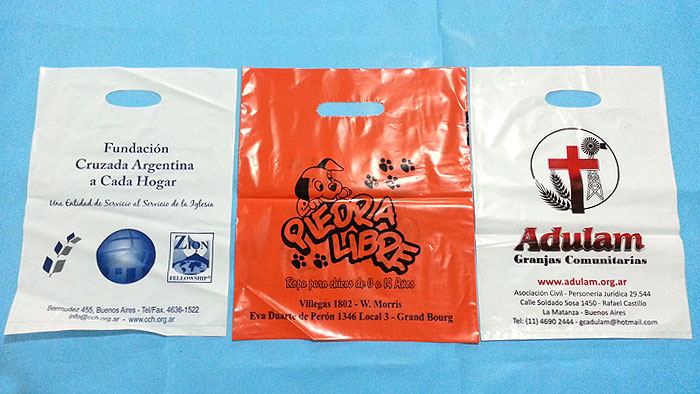 Fundación
Cruzada Argentina
a Cada Hogar
Una Entidad de Servicio al Servicio de la Iglesia
ZION
FELLOWSHIP®
Bermudez 455, Buenos Aires - Tel/Fax. 4636-1522
info@cch.org.ar - www.cch.org.ar
PIEDRA
LIBRE
Ropa para chicos de 0 a 14 Años
Villegas 1802 - W. Morris
Eva Duarte de Perón 1346 Local 3 - Grand Bourg
Adulam
Granjas Comunitarias
www.adulam.org.ar
Asociación Civil - Personería Jurídica 29.544
Calle Soldado Sosa 1450 - Rafael Castillo
La Matanza - Buenos Aires
Tel: (11) 4690 2444 - gcadulam@hotmail.com